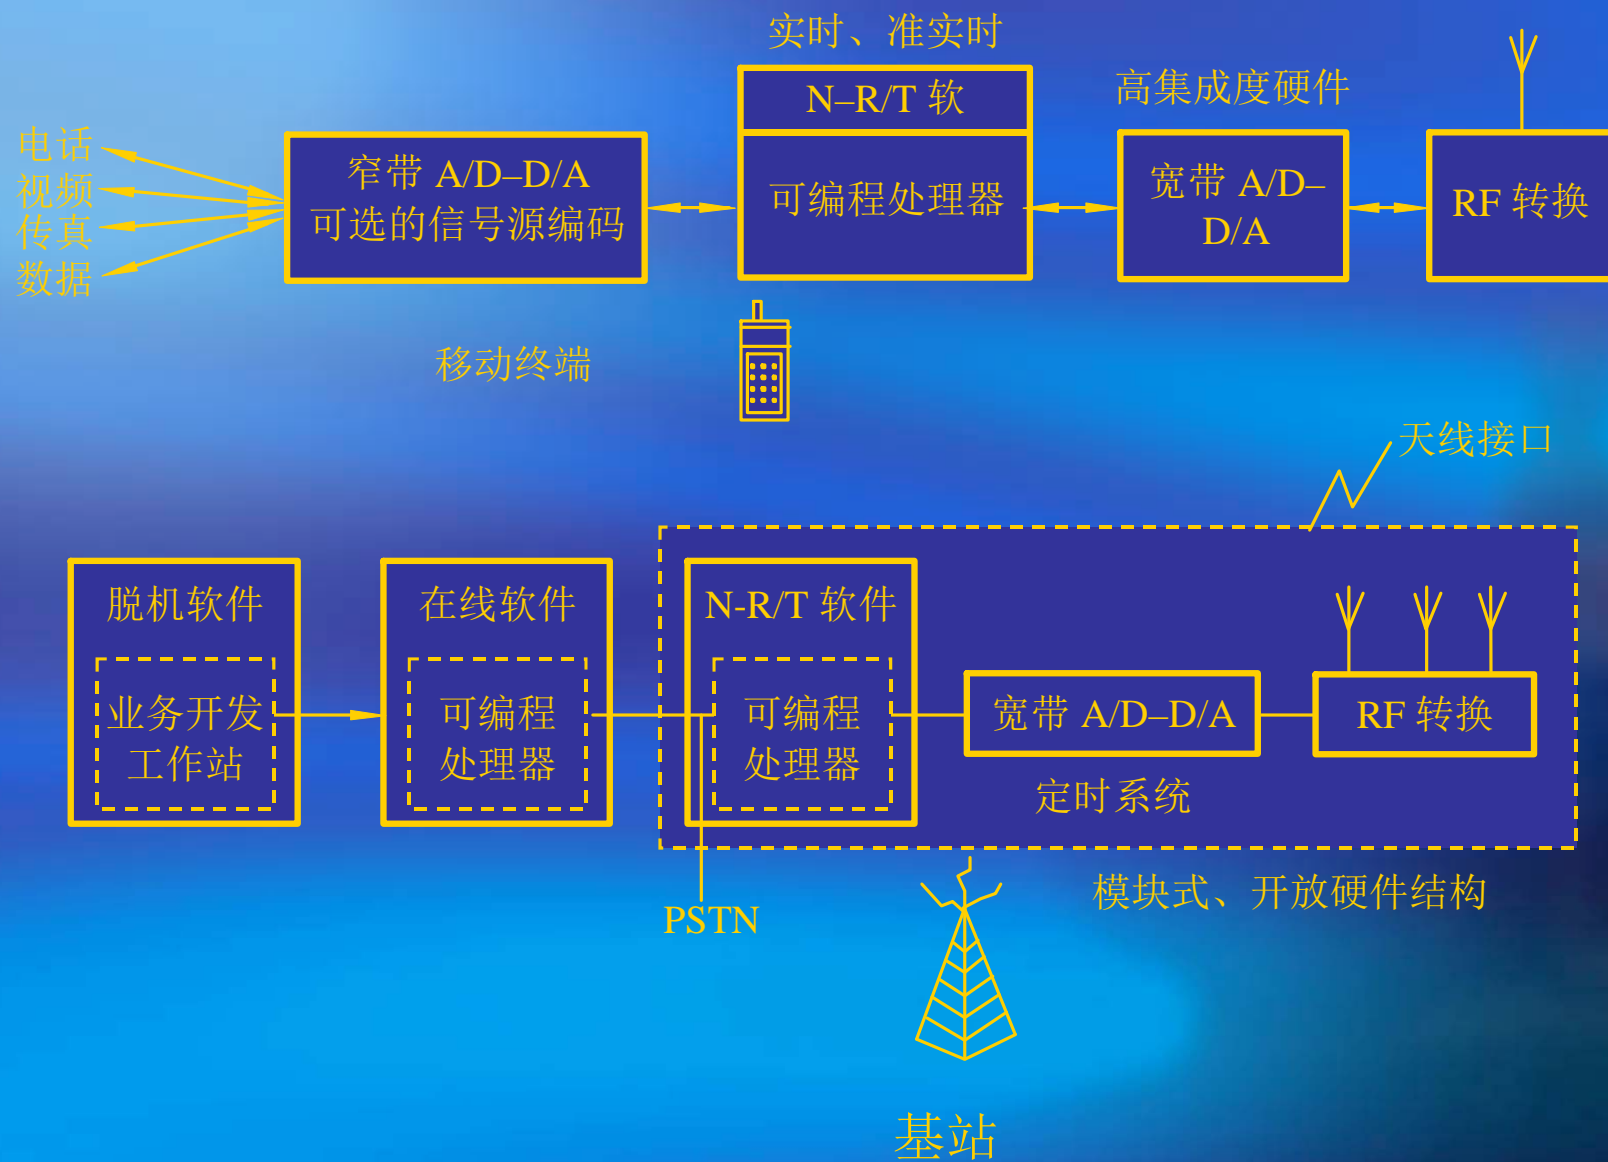 实时、准实时
N–R/T 软
高集成度硬件
电话
视频
传真
数据
窄带 A/D–D/A
可选的信号源编码
可编程处理器
宽带 A/D–
D/A
RF 转换
移动终端
天线接口
脱机软件
业务开发
工作站
在线软件
可编程
处理器
N-R/T 软件
可编程
处理器
宽带 A/D–D/A
RF 转换
定时系统
模块式、开放硬件结构
PSTN
基站